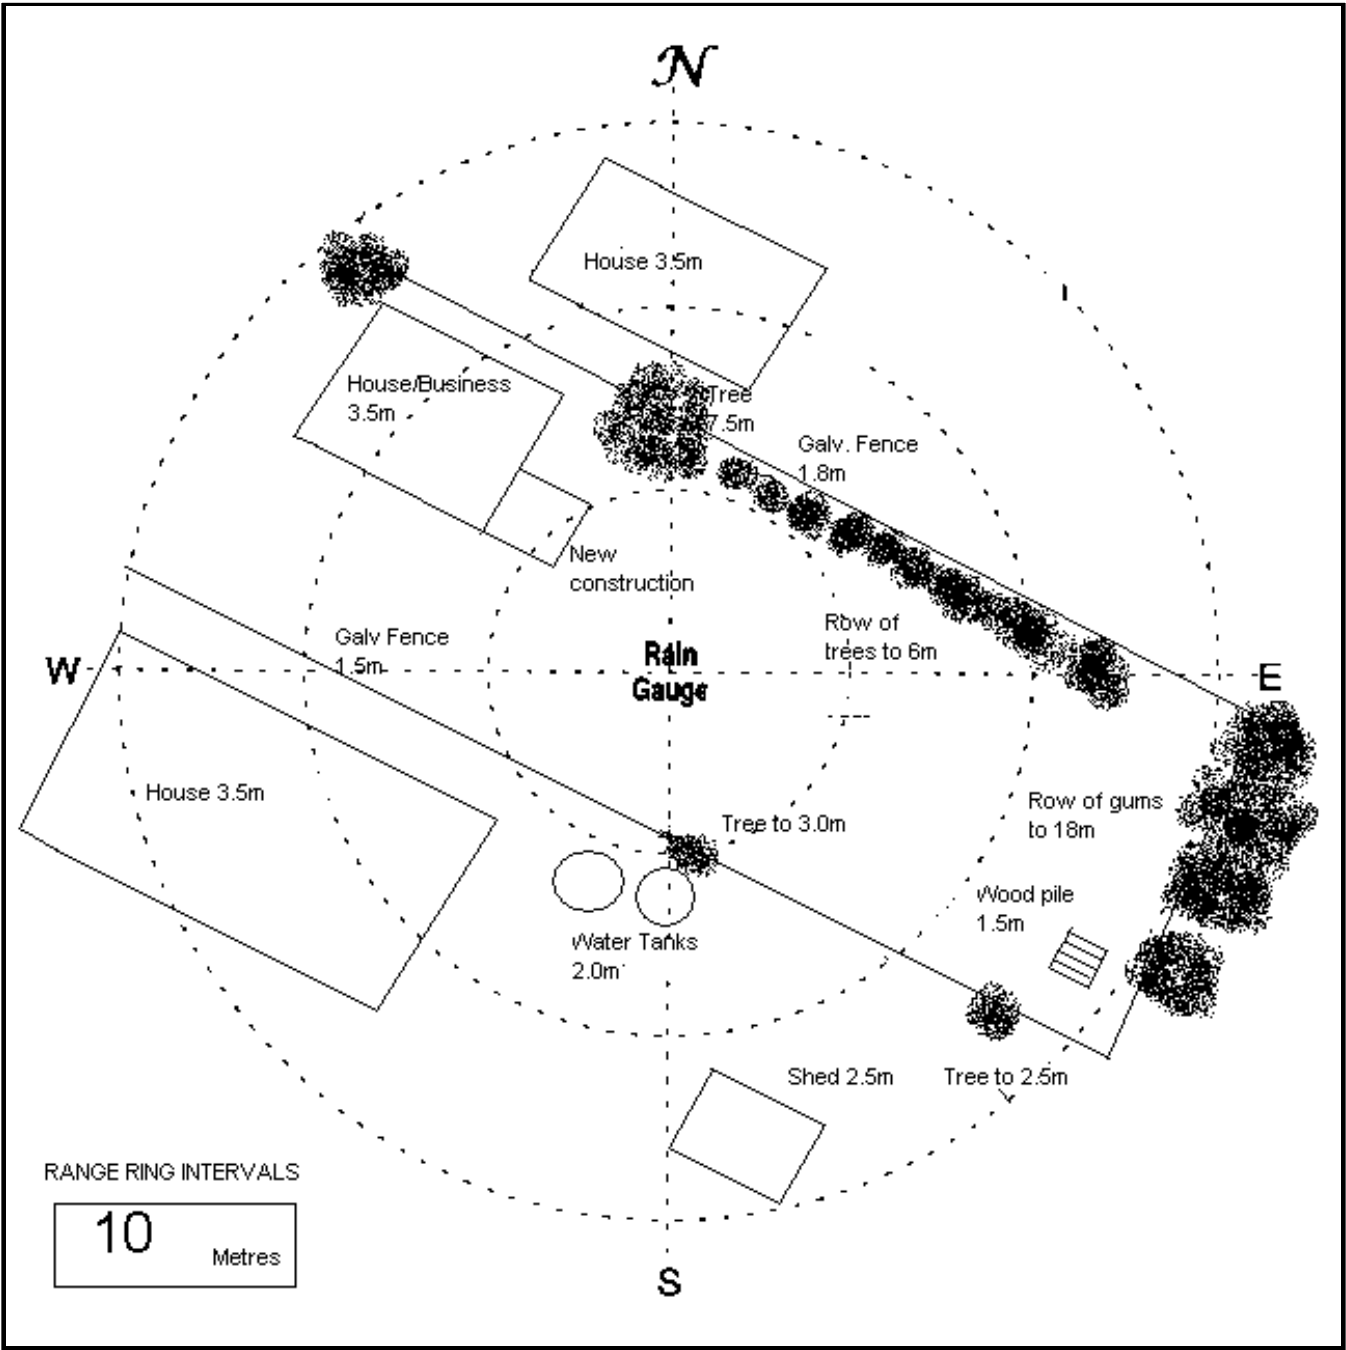 N
House 3.5m
House/Business
3.5m
Tree
7.5m
Galv. Fence
1.8m
New
construction
Row of
trees to 6m
Galv Fence
1.5m
W
Rain
Gauge
E
House 3.5m
Tree to 3.0m
Row of gums
to 18m
Wood pile
1.5m
Water Tanks
2.0m
Shed 2.5m
Tree to 2.5m
RANGE RING INTERVALS
10
Metres
S